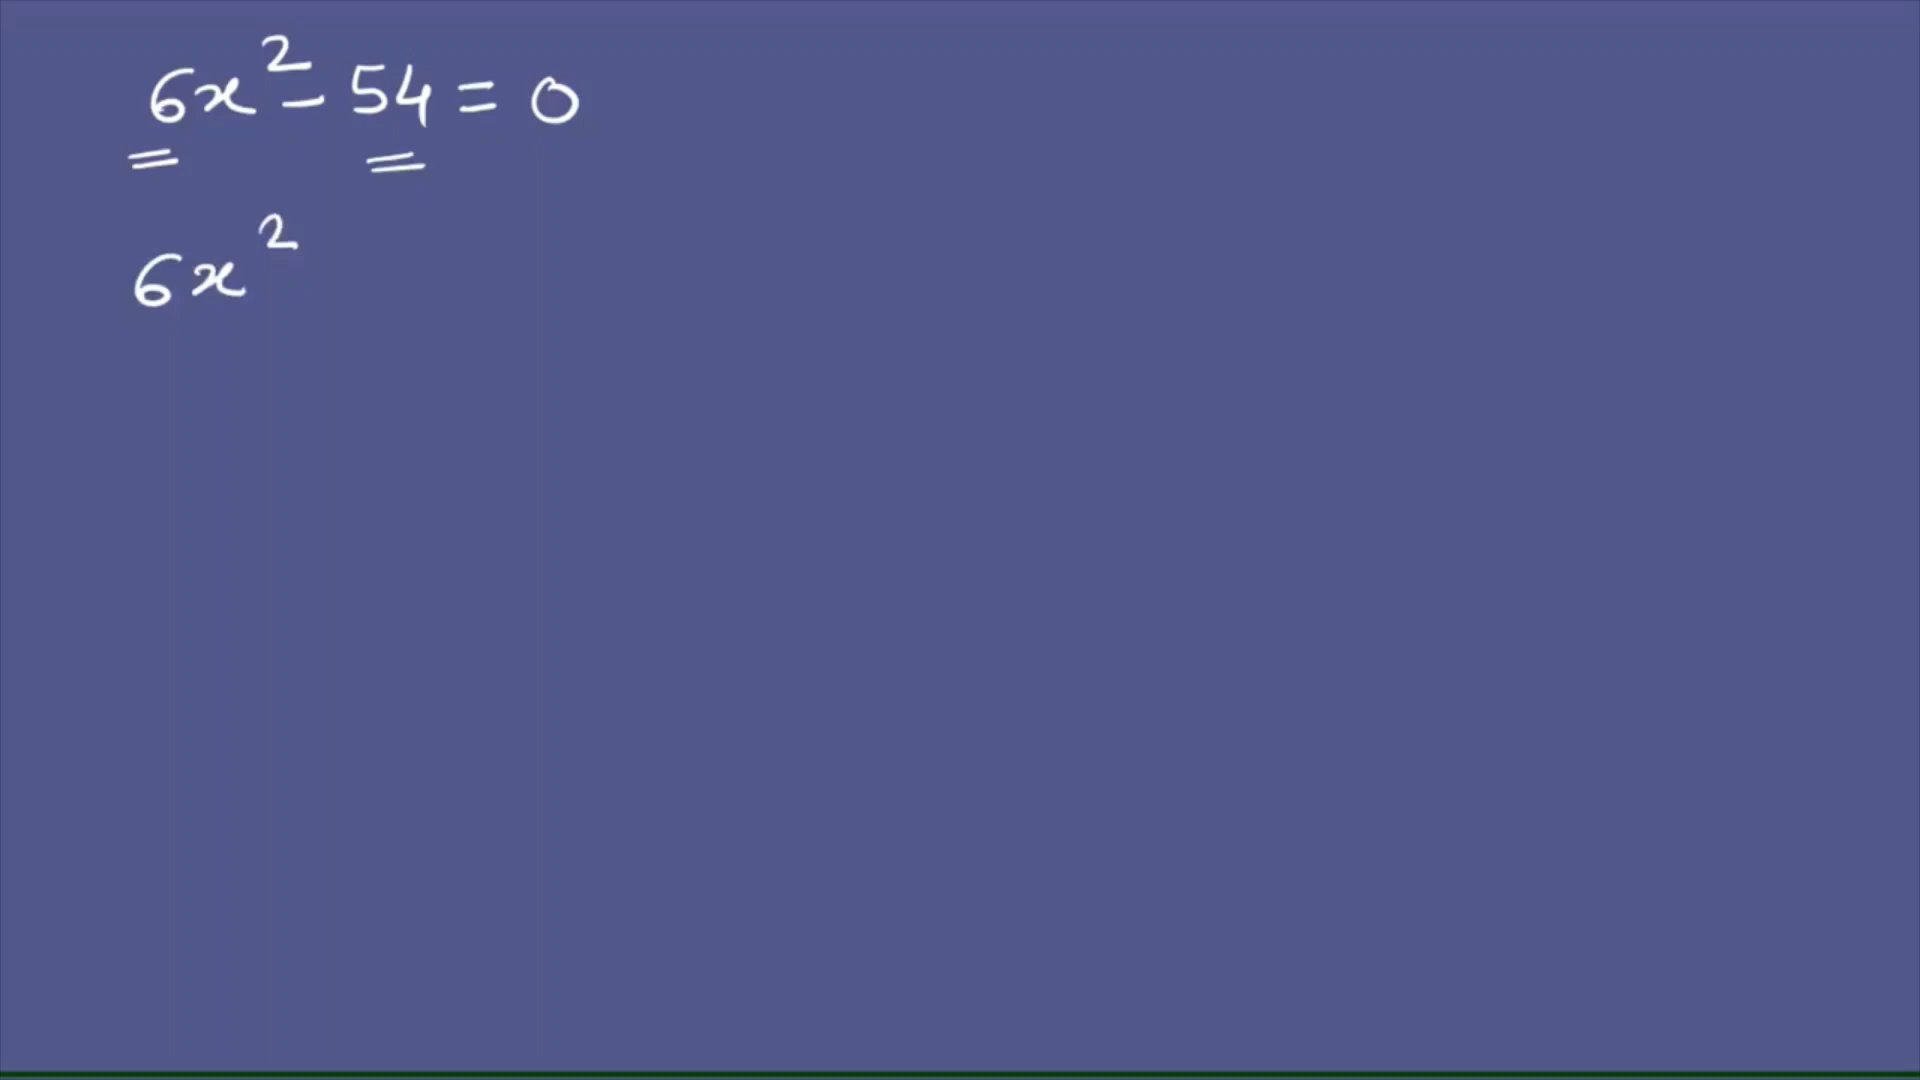 6x² - 54 = 0
6x²